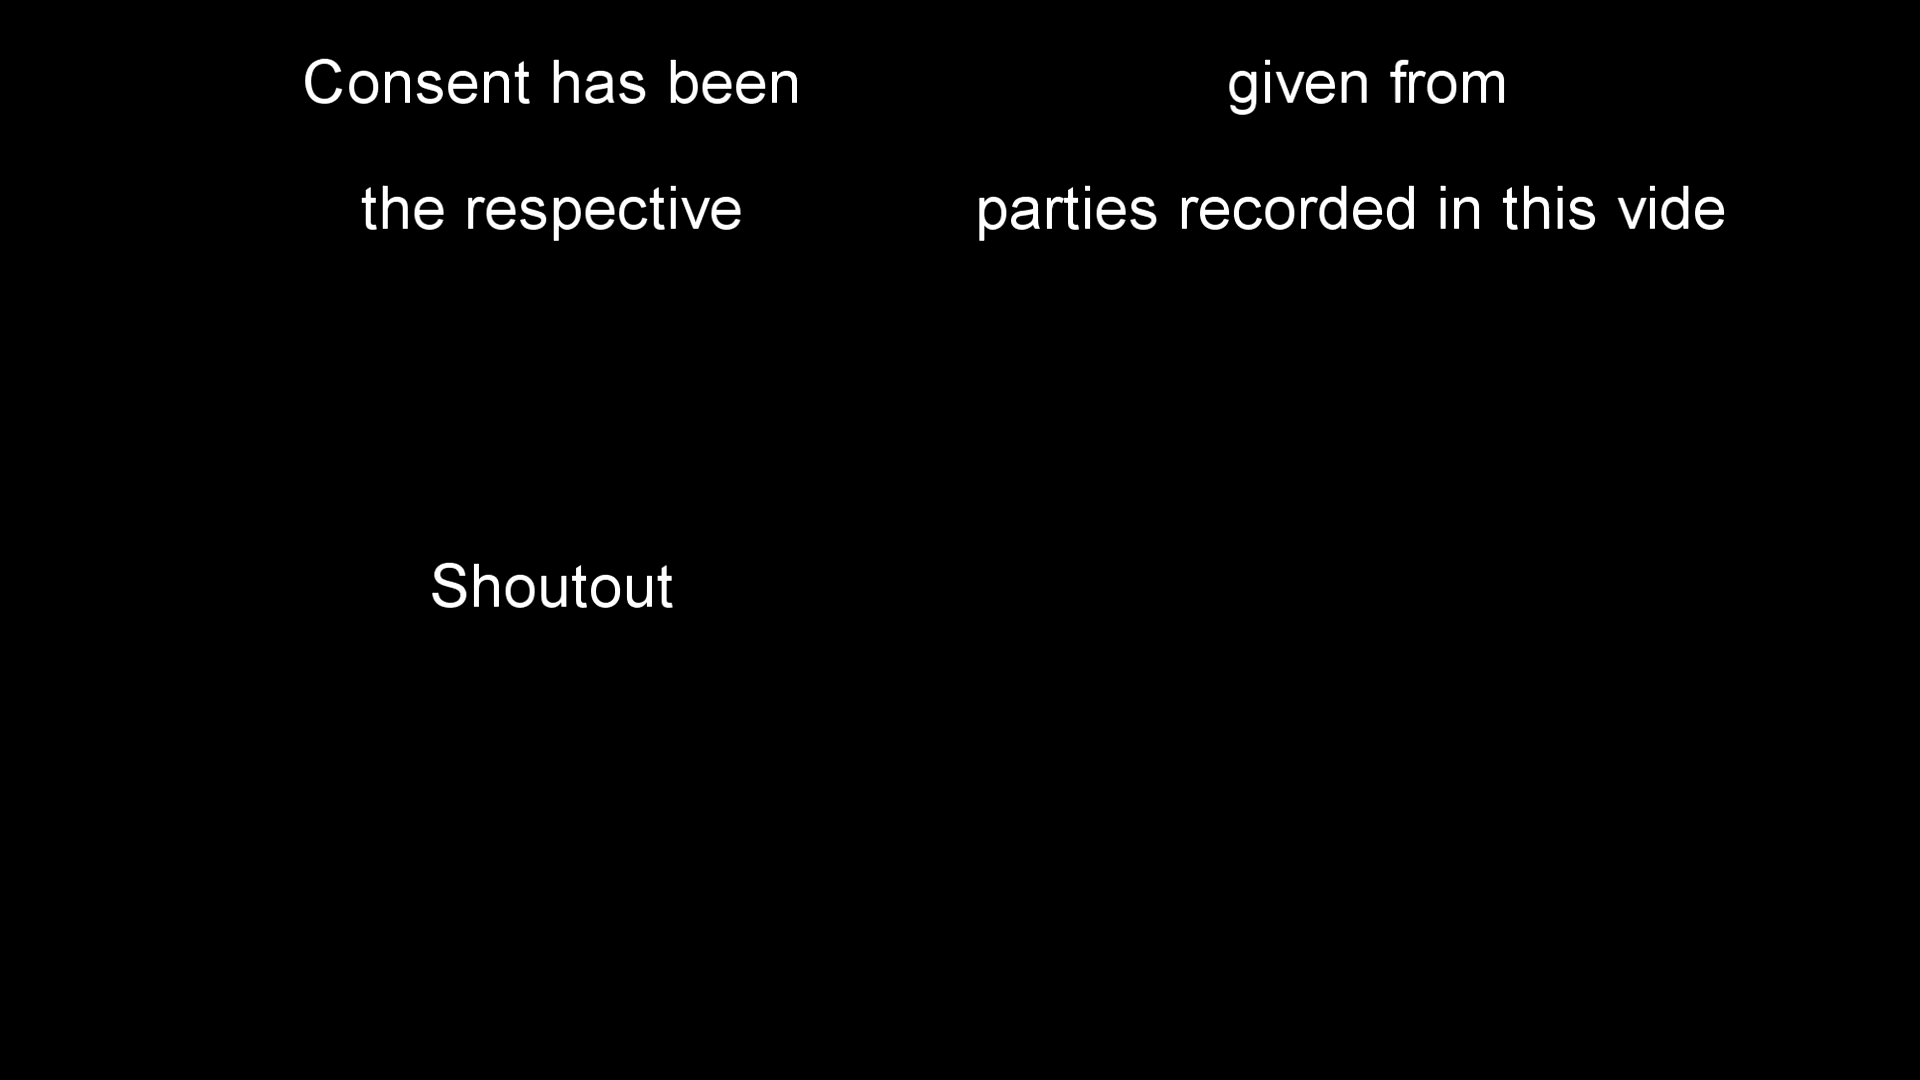 Consent has been given from
the respective parties recorded in this vide
Shoutout